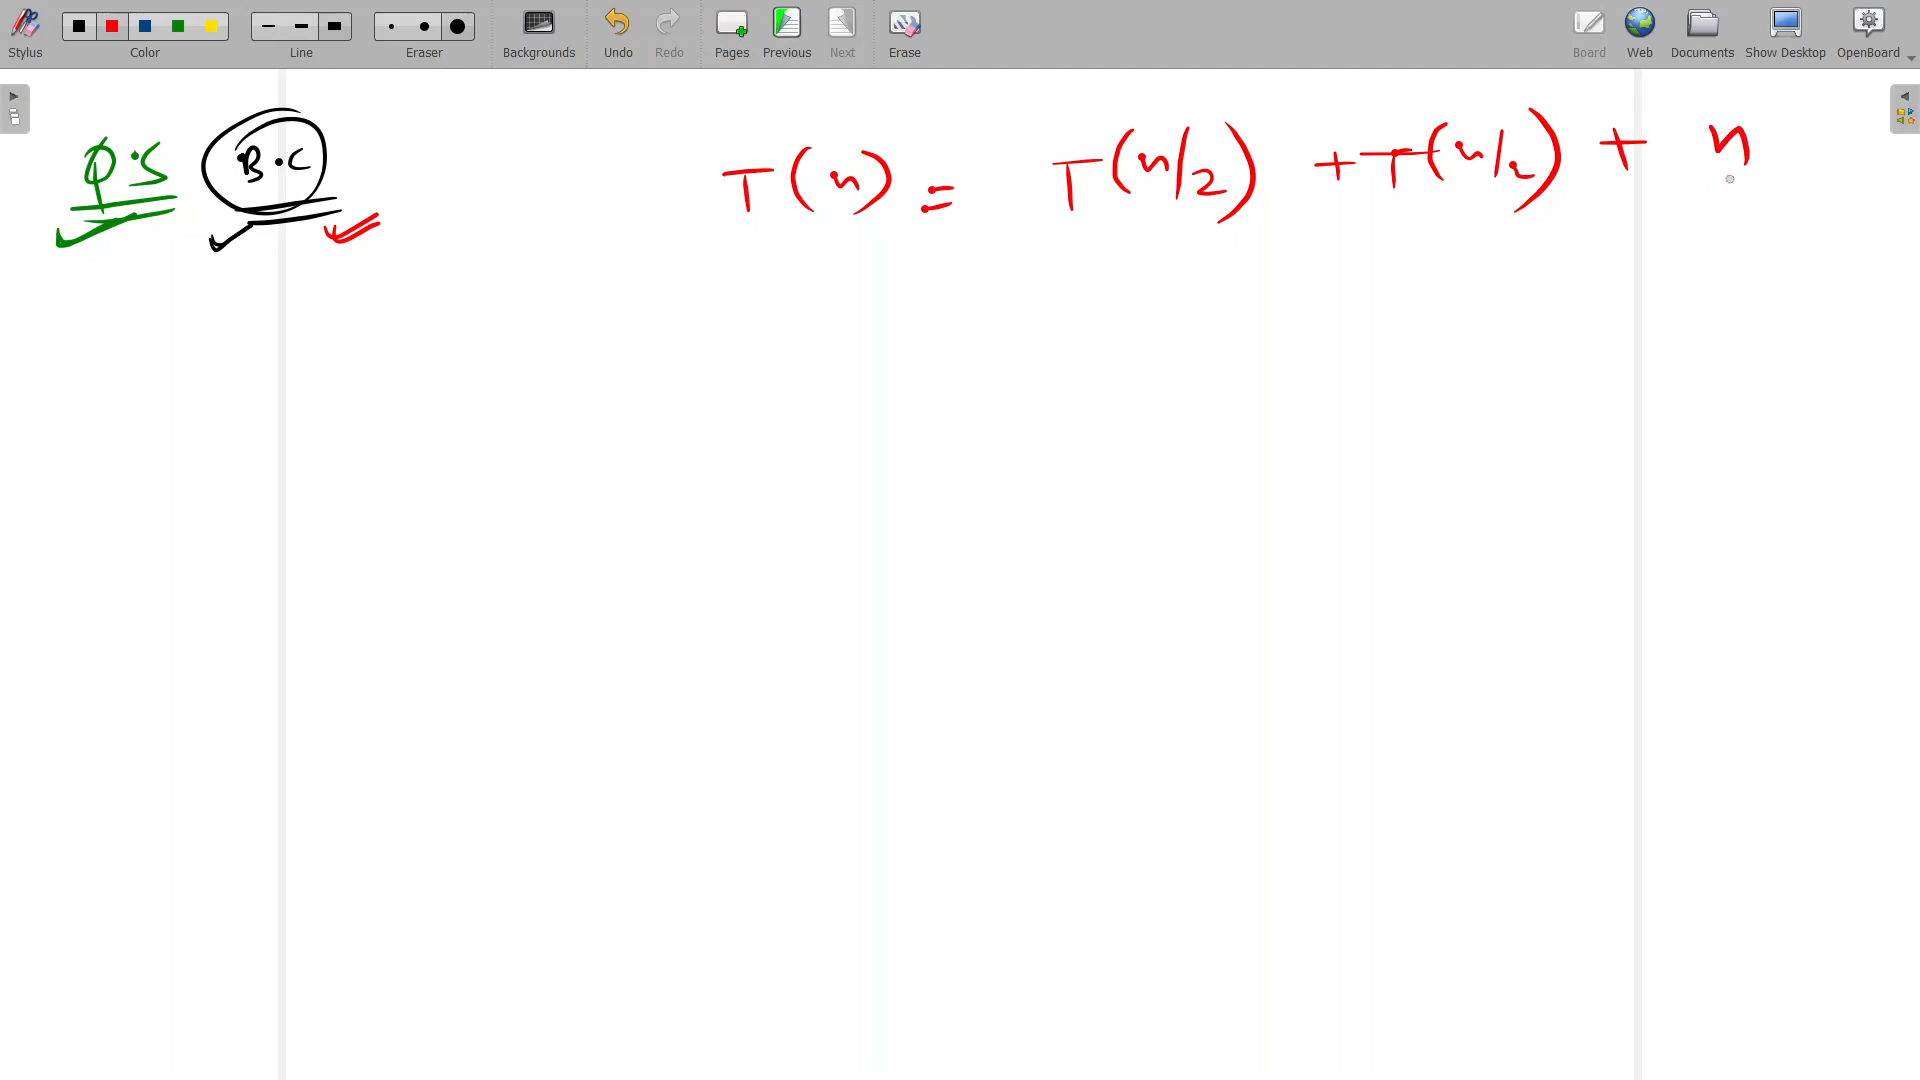 Stylus Color Line Eraser Backgrounds Undo Redo Pages Previous Next Erase Board Web Documents Show Desktop OpenBoard
Q.S B.C T(n) = T(n/2) + T(n/2) + n